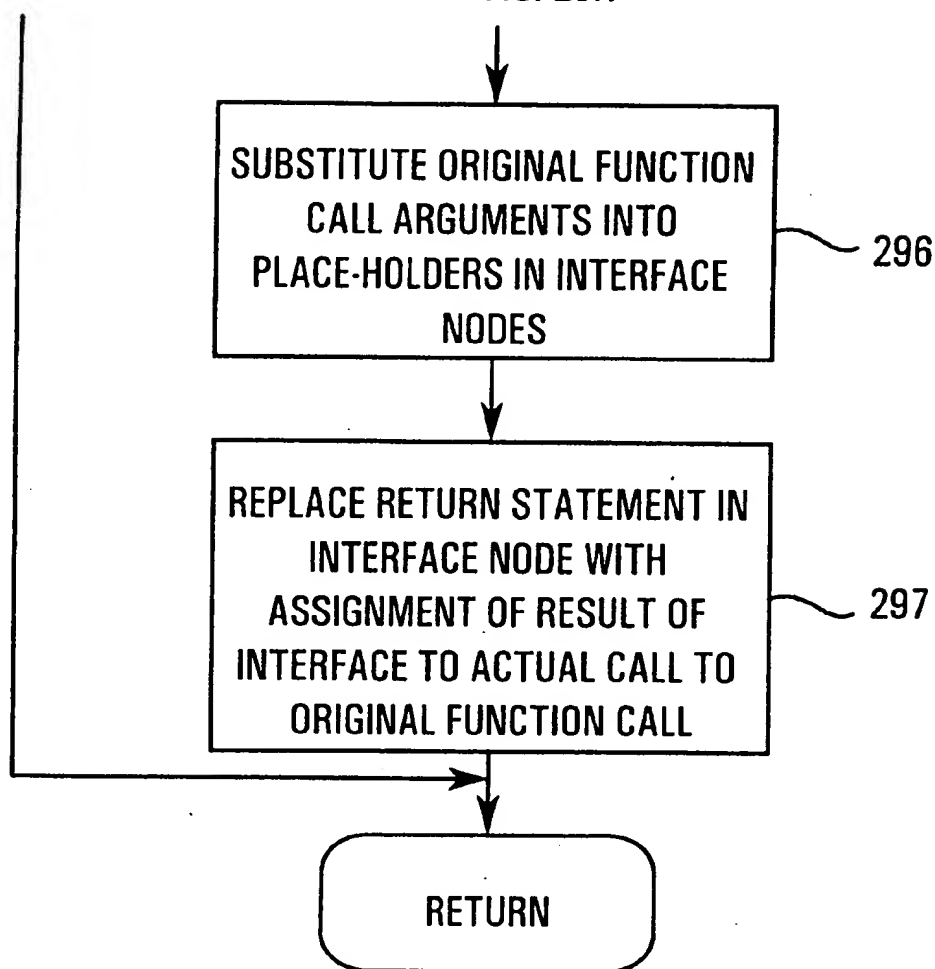 SUBSTITUTE ORIGINAL FUNCTION
CALL ARGUMENTS INTO
PLACE-HOLDERS IN INTERFACE
NODES
296
REPLACE RETURN STATEMENT IN
INTERFACE NODE WITH
ASSIGNMENT OF RESULT OF
INTERFACE TO ACTUAL CALL TO
ORIGINAL FUNCTION CALL
297
RETURN